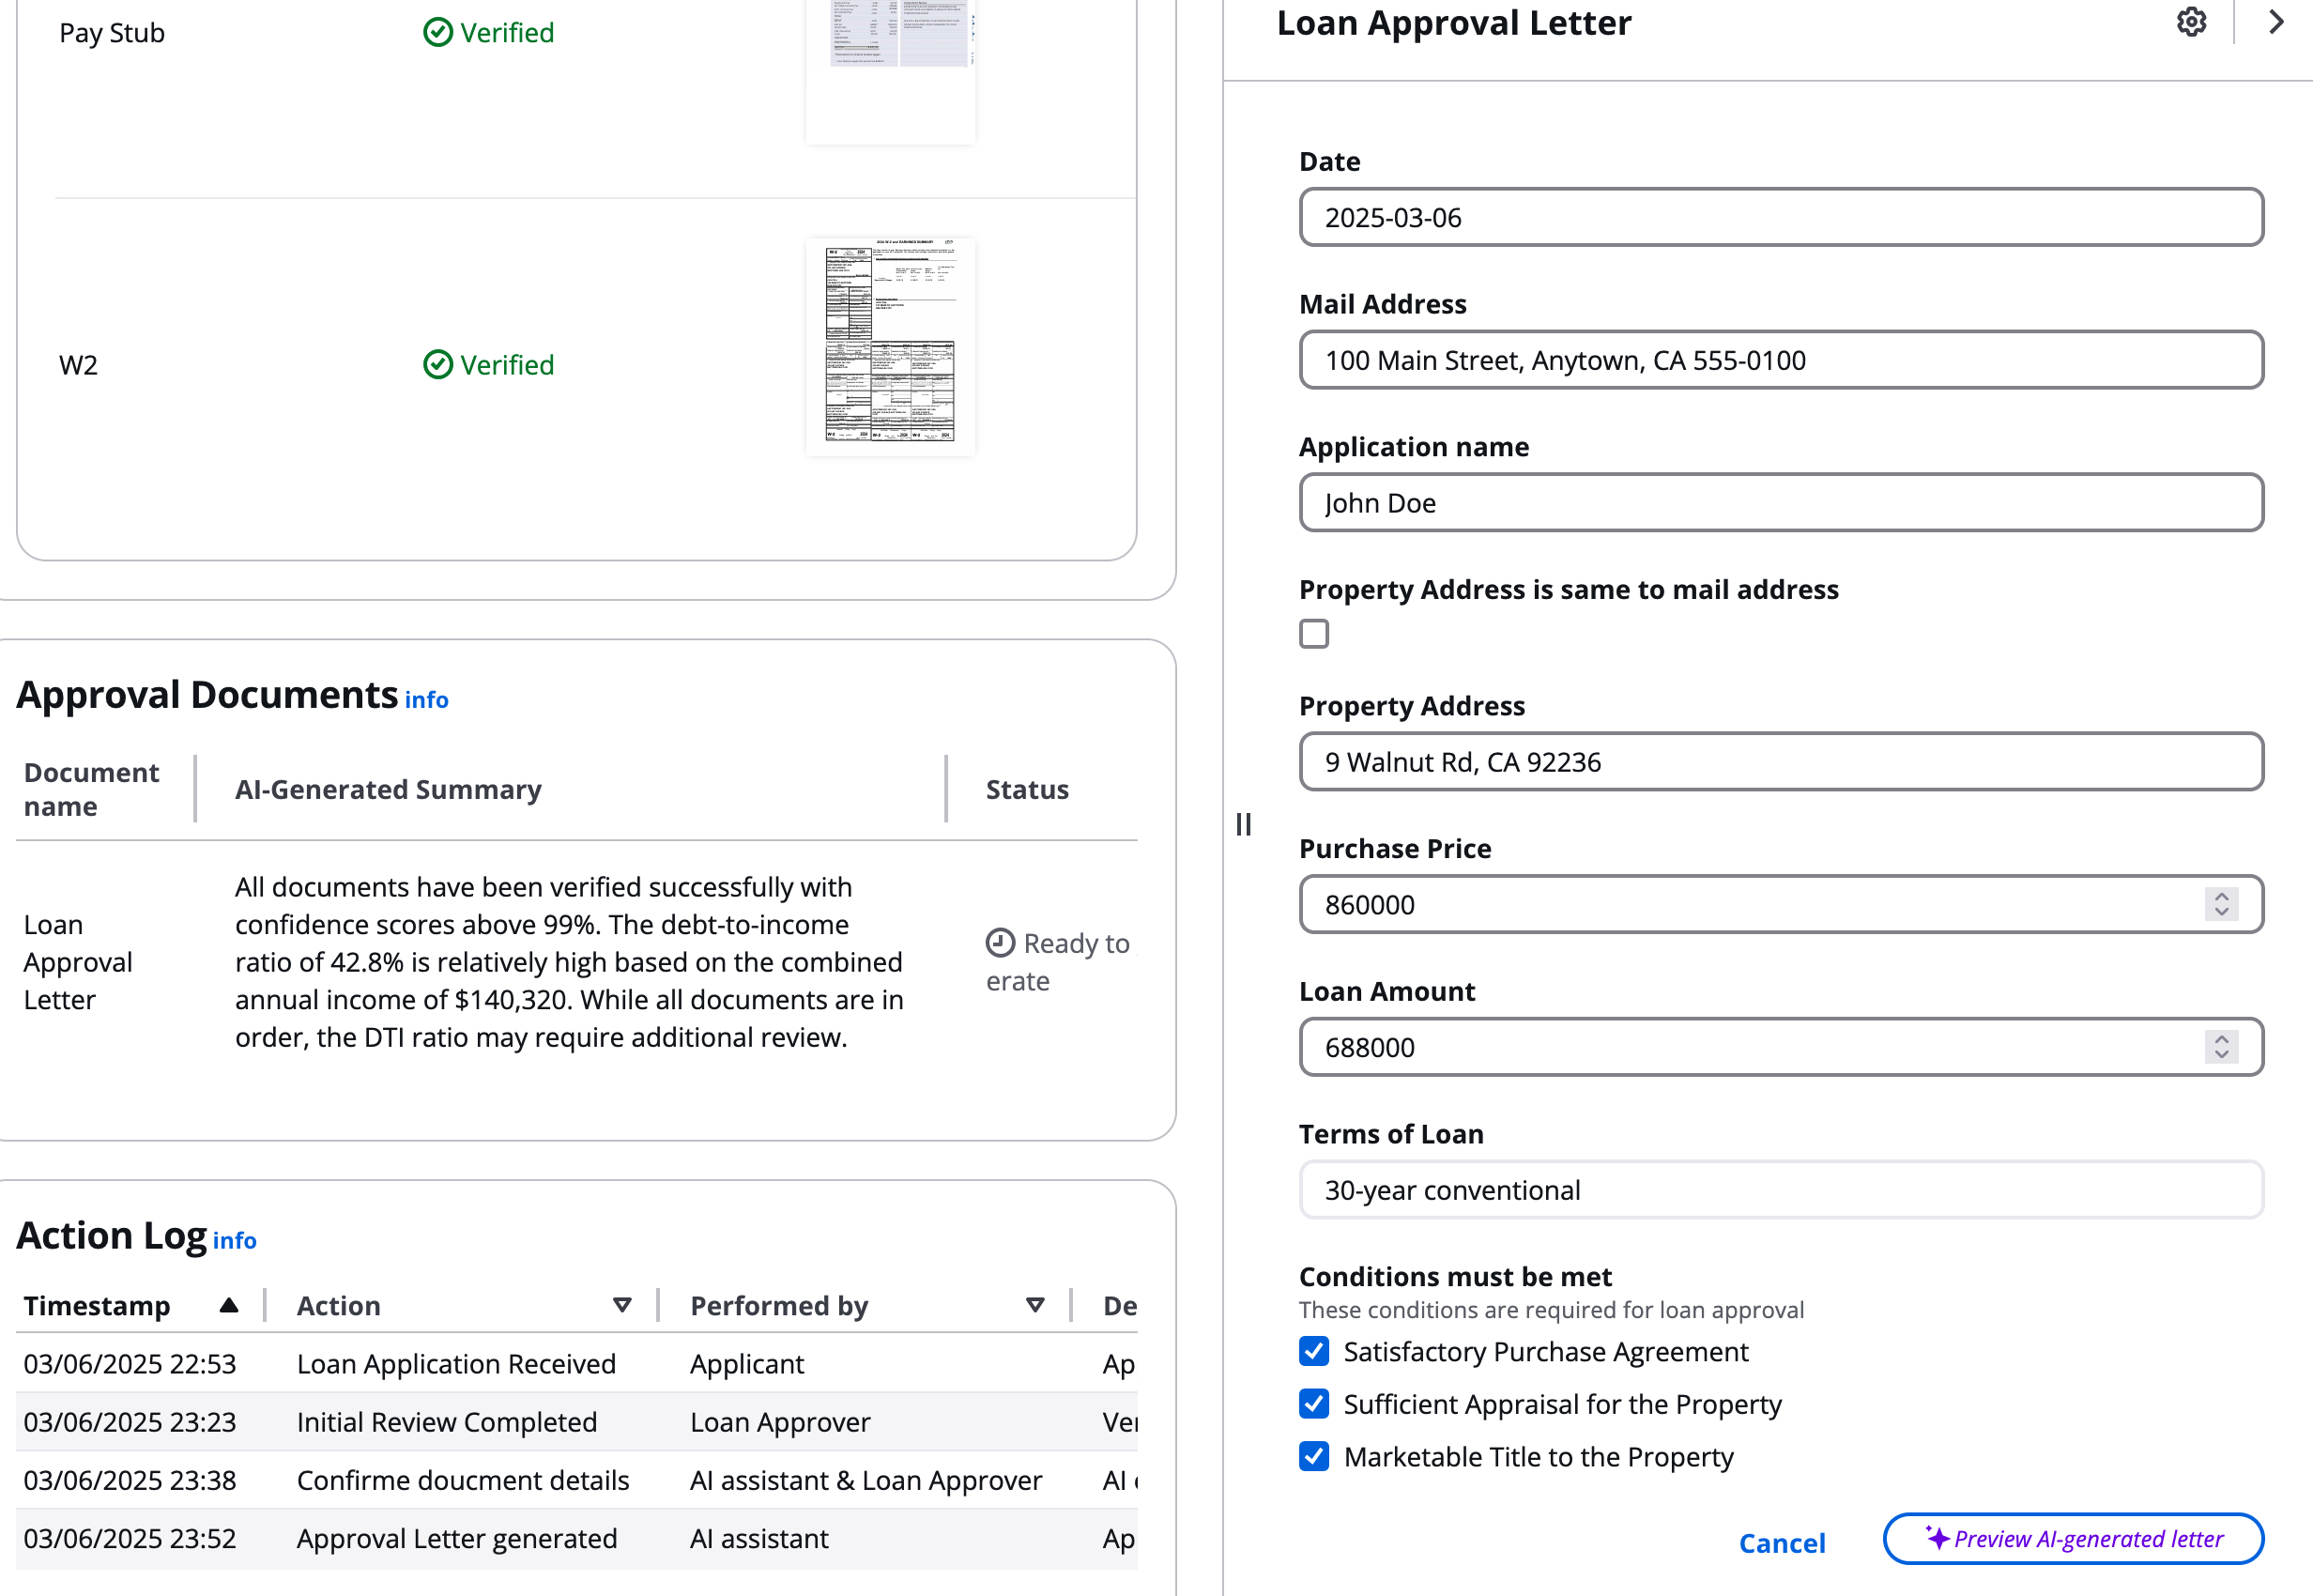 Pay Stub
Verified
W2
Verified
Approval Documents info
Document name
AI-Generated Summary
Status
Loan Approval Letter
All documents have been verified successfully with
confidence scores above 99%. The debt-to-income
ratio of 42.8% is relatively high based on the combined
annual income of $140,320. While all documents are in
order, the DTI ratio may require additional review.
Ready to
erate
Action Log info
Timestamp Action Performed by De
03/06/2025 22:53 Loan Application Received Applicant Ap
03/06/2025 23:23 Initial Review Completed Loan Approver Ver
03/06/2025 23:38 Confirme doucment details AI assistant & Loan Approver AI
03/06/2025 23:52 Approval Letter generated AI assistant Ap
Loan Approval Letter
Date
2025-03-06
Mail Address
100 Main Street, Anytown, CA 555-0100
Application name
John Doe
Property Address is same to mail address
Property Address
9 Walnut Rd, CA 92236
Purchase Price
860000
Loan Amount
688000
Terms of Loan
30-year conventional
Conditions must be met
These conditions are required for loan approval
Satisfactory Purchase Agreement
Sufficient Appraisal for the Property
Marketable Title to the Property
Cancel
Preview AI-generated letter